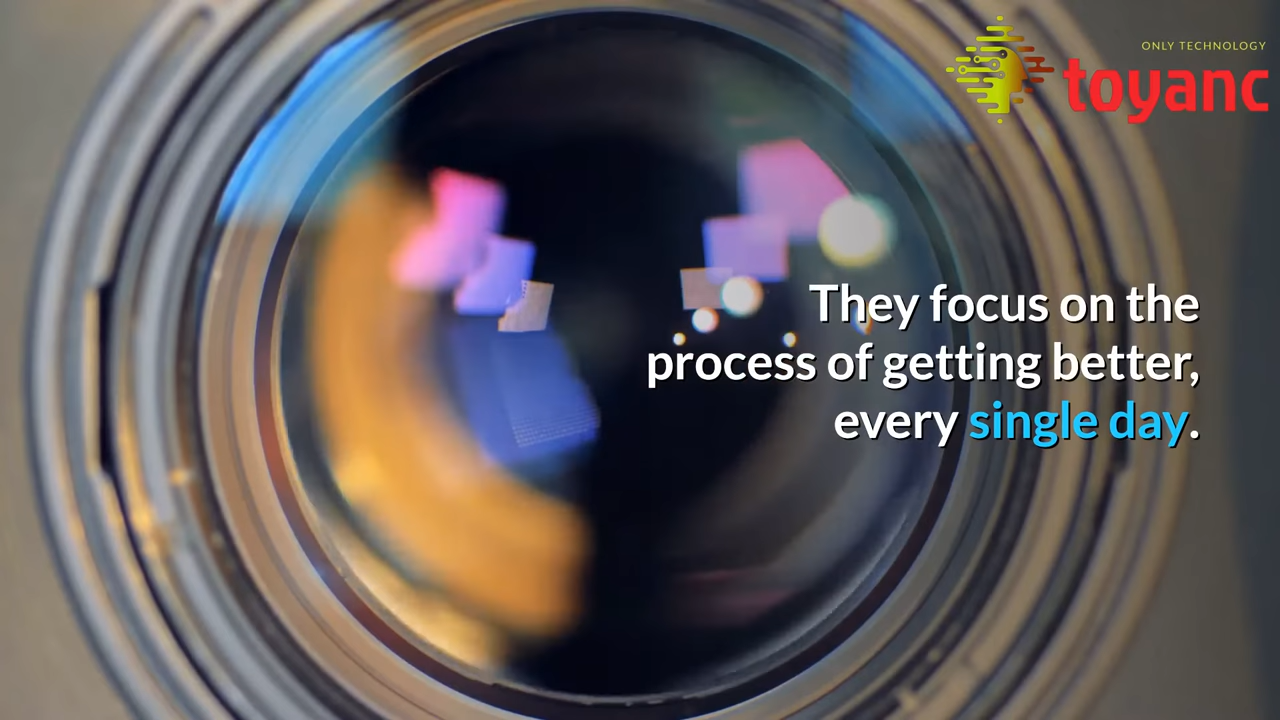 ONLY TECHNOLOGY
toyanc
They focus on the
process of getting better,
every single day.